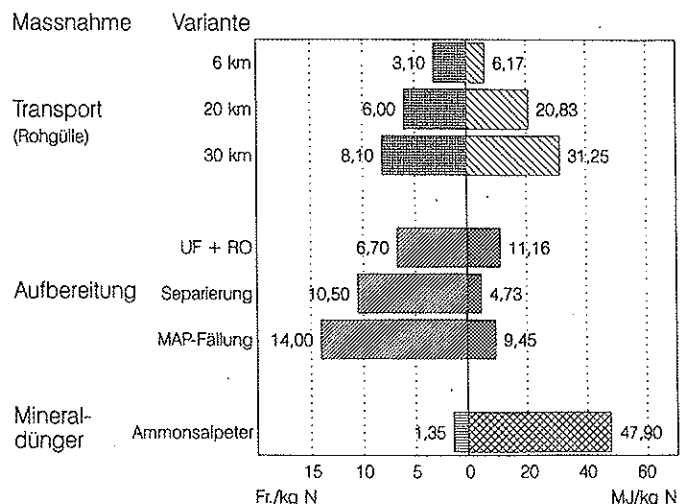 Massnahme Variante
6 km 3,10 6,17
Transport
(Rohgülle)
20 km 6,00 20,83
30 km 8,10 31,25
UF + RO 6,70 11,16
Aufbereitung Separierung 10,50 4,73
MAP-Fällung 14,00 9,45
Mineral-
dünger
Ammonsalpeter 1,35 47,90
15 10 5 0 20 40 60
Fr./kg N MJ/kg N